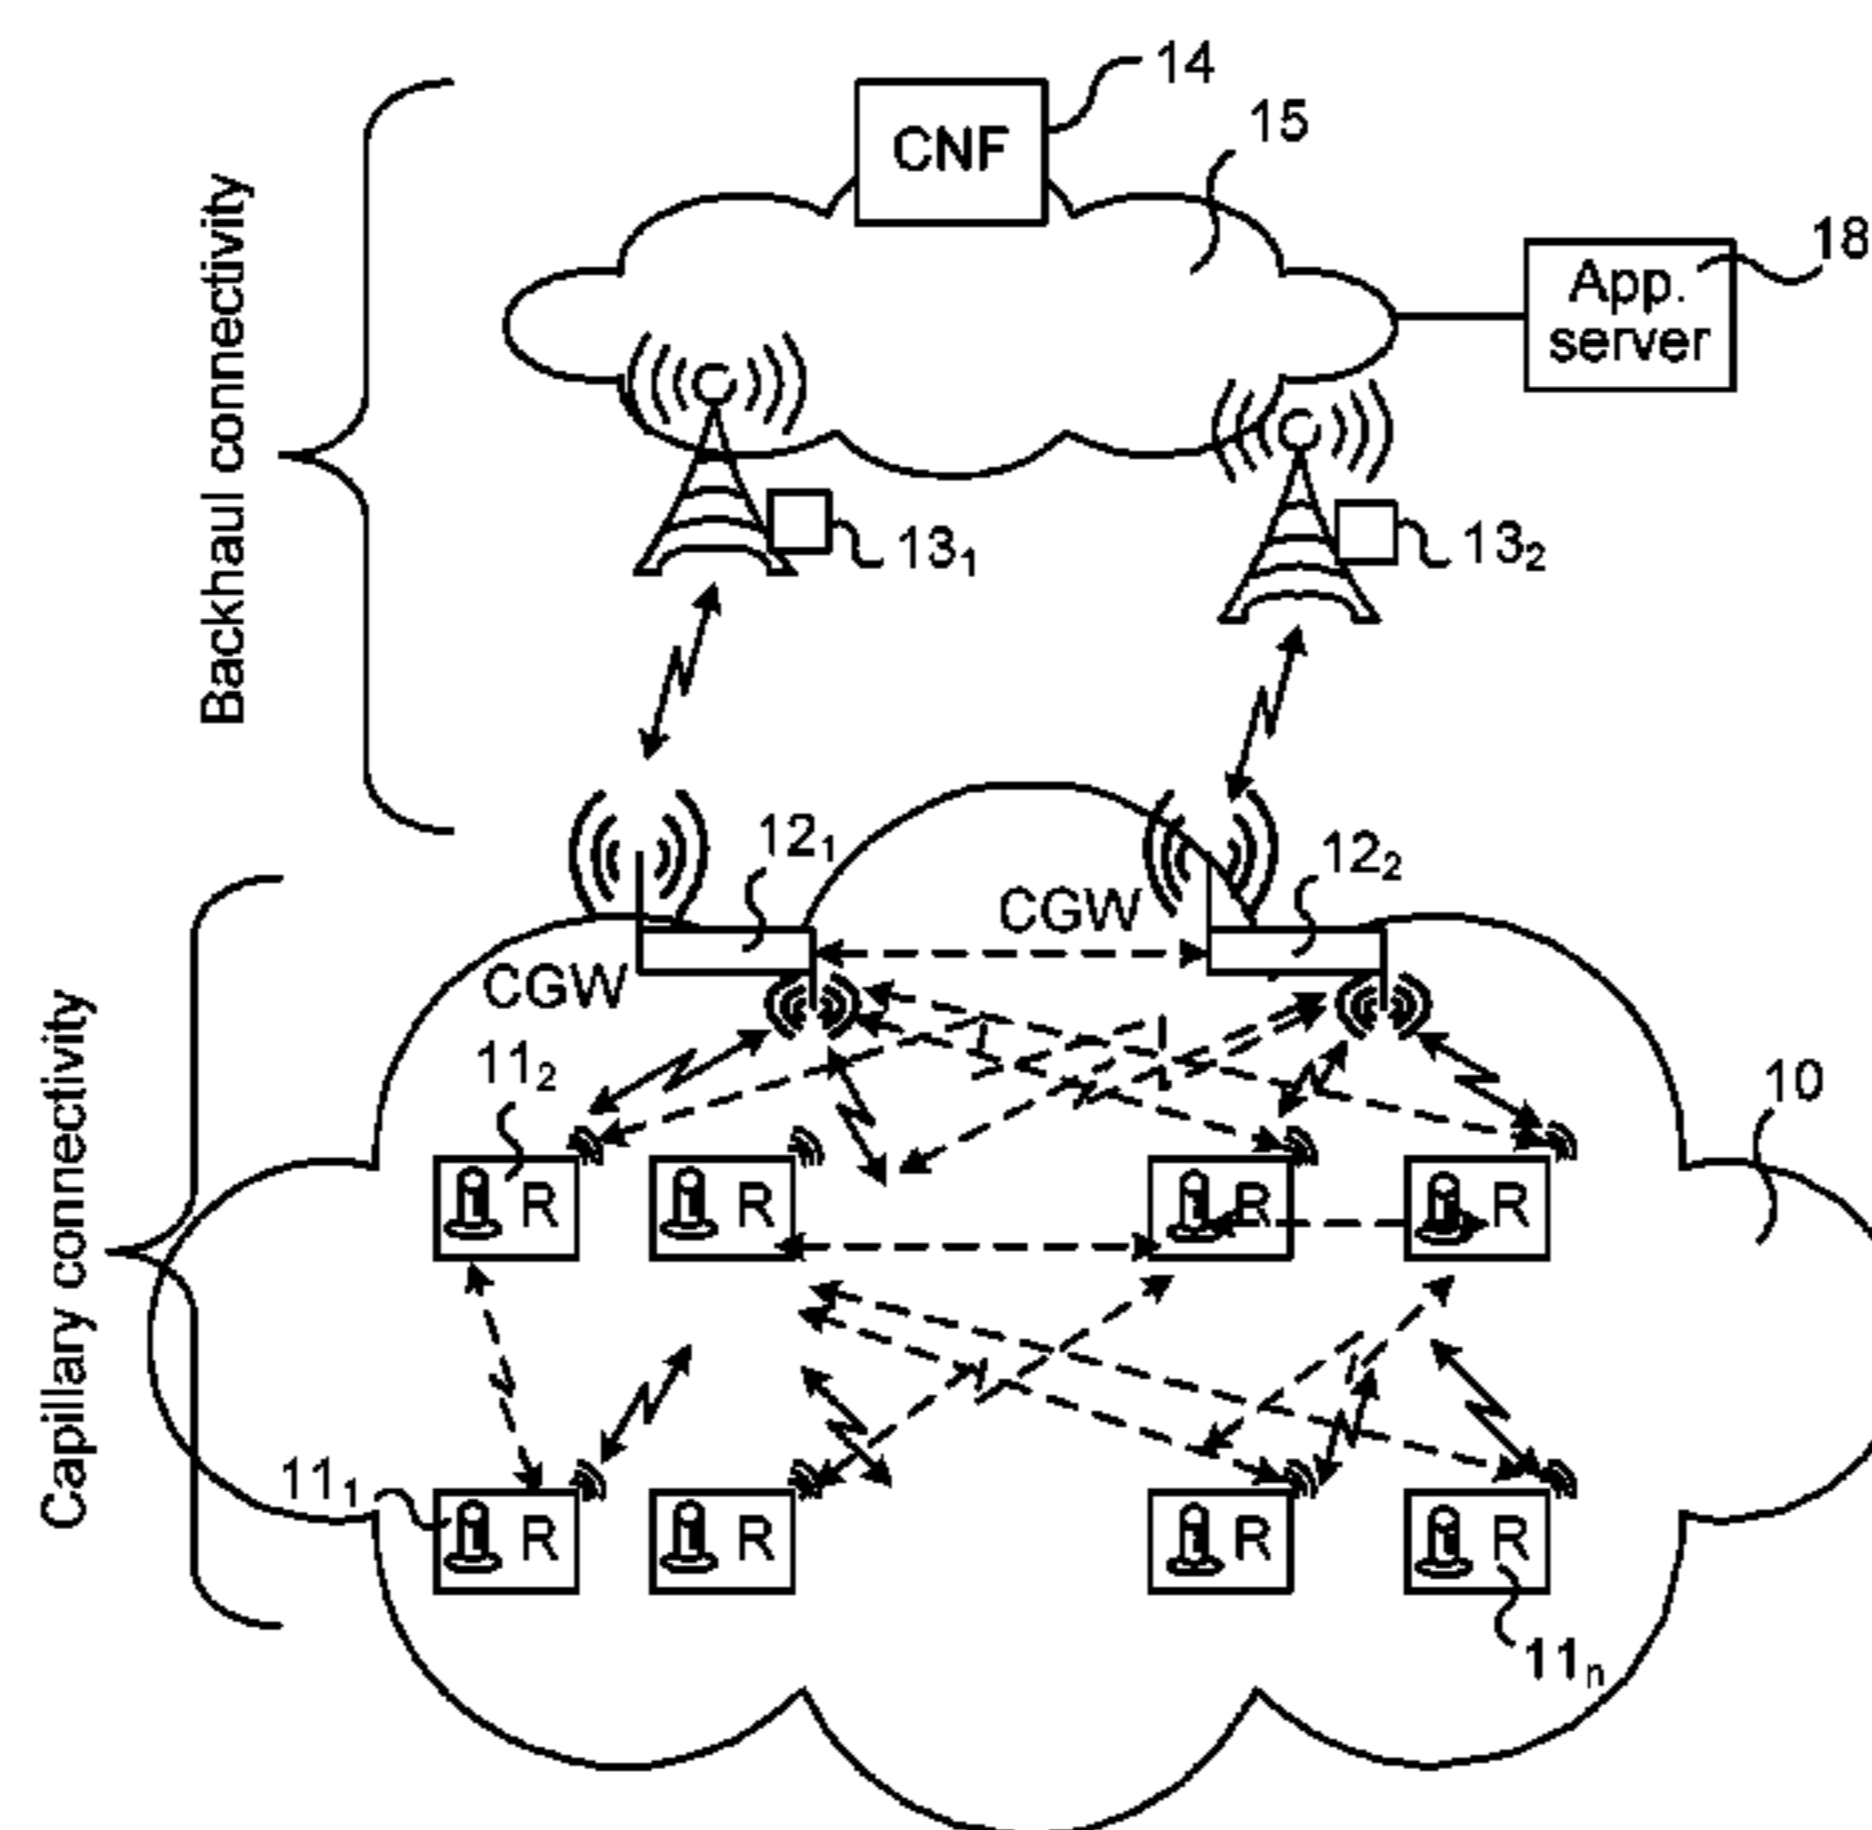 14
CNF
15
18
App.
server
Backhaul connectivity
13₁
13₂
12₁
12₂
CGW
CGW
11₂
10
R
R
R
R
Capillary connectivity
11₁
R
R
R
R
11ₙ